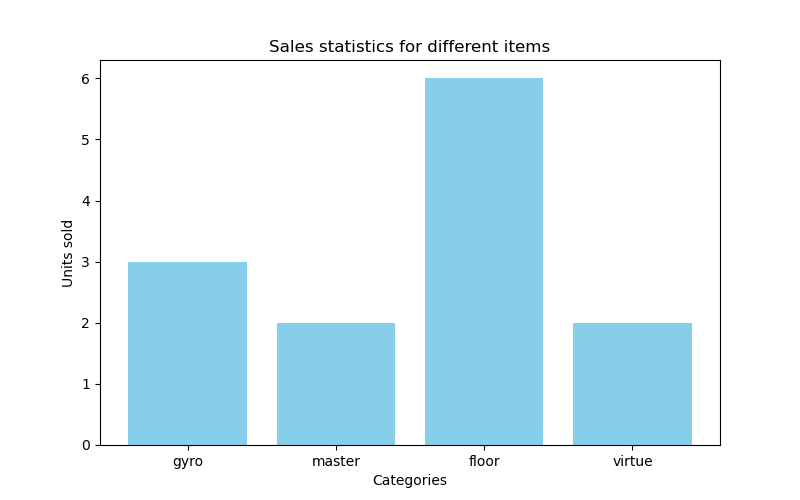 Sales statistics for different items
Units sold
6
5
4
3
2
1
0
gyro master floor virtue
Categories